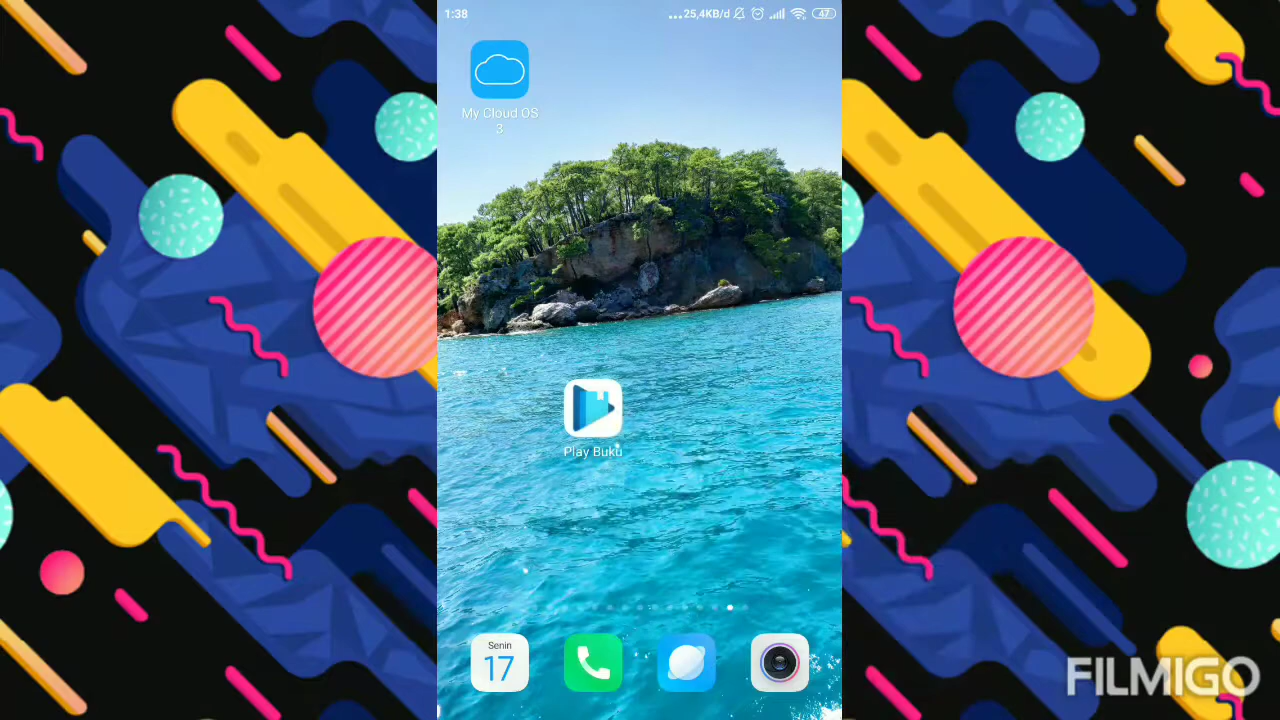 1:38
...25,4KB/d
47
My Cloud OS
3
Play Buku
Senin
17
FILMIGO